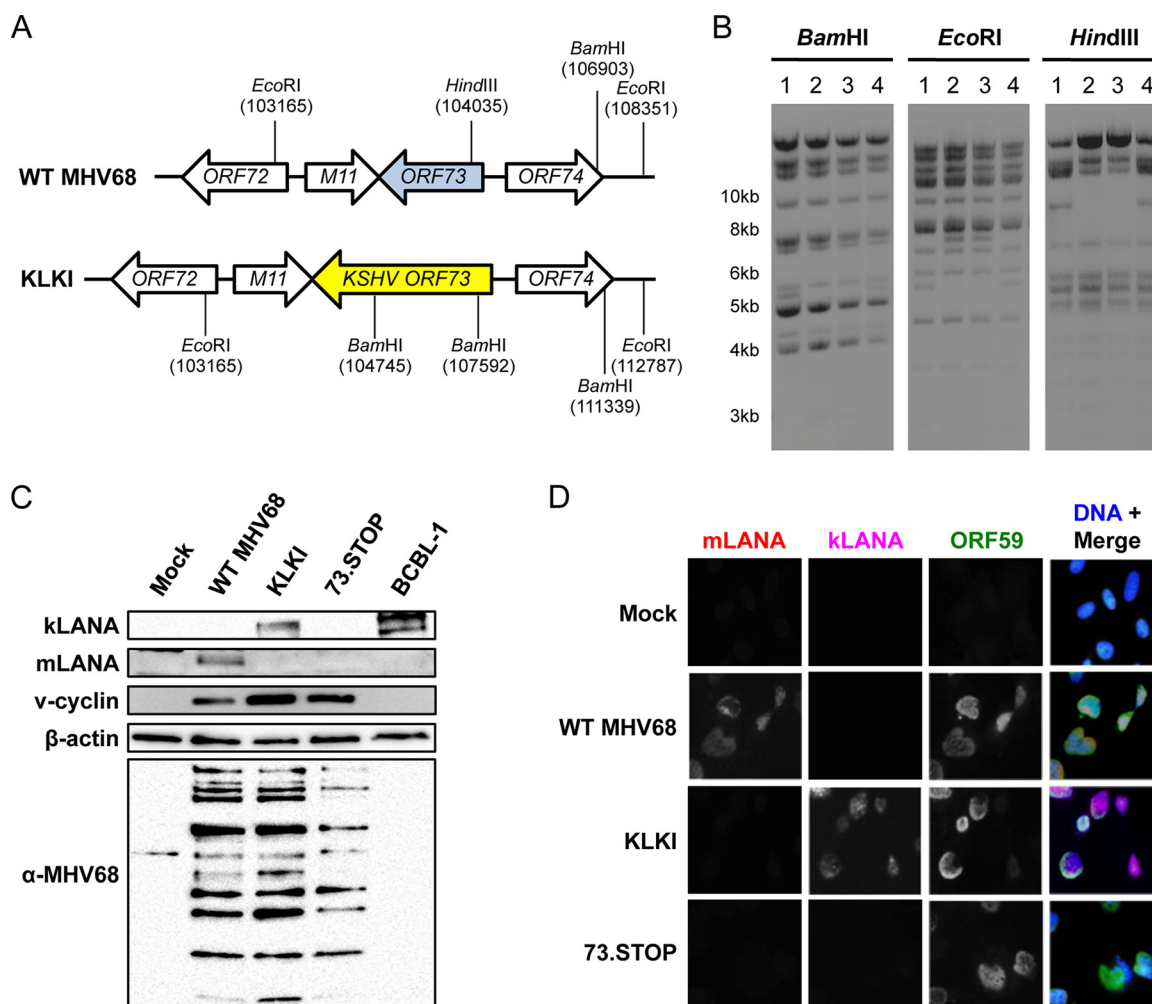 A
BamHI
(106903)
EcoRI
(103165)
HindIII
(104035)
EcoRI
(108351)
WT MHV68
ORF72
M11
ORF73
ORF74
KLKI
ORF72
M11
KSHV ORF73
ORF74
EcoRI
(103165)
BamHI
(104745)
BamHI
(107592)
EcoRI
(112787)
BamHI
(111339)
B
BamHI
EcoRI
HindIII
1 2 3 4
1 2 3 4
1 2 3 4
10kb
8kb
6kb
5kb
4kb
3kb
C
Mock
WT MHV68
KLKI
73.STOP
BCBL-1
kLANA
mLANA
v-cyclin
β-actin
α-MHV68
D
mLANA
kLANA
ORF59
DNA +
Merge
Mock
WT MHV68
KLKI
73.STOP